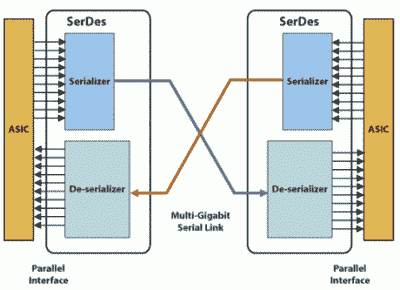 SerDes
SerDes
Serializer
Serializer
ASIC
ASIC
De-serializer
De-serializer
Multi-Gigabit
Serial Link
Parallel
Interface
Parallel
Interface